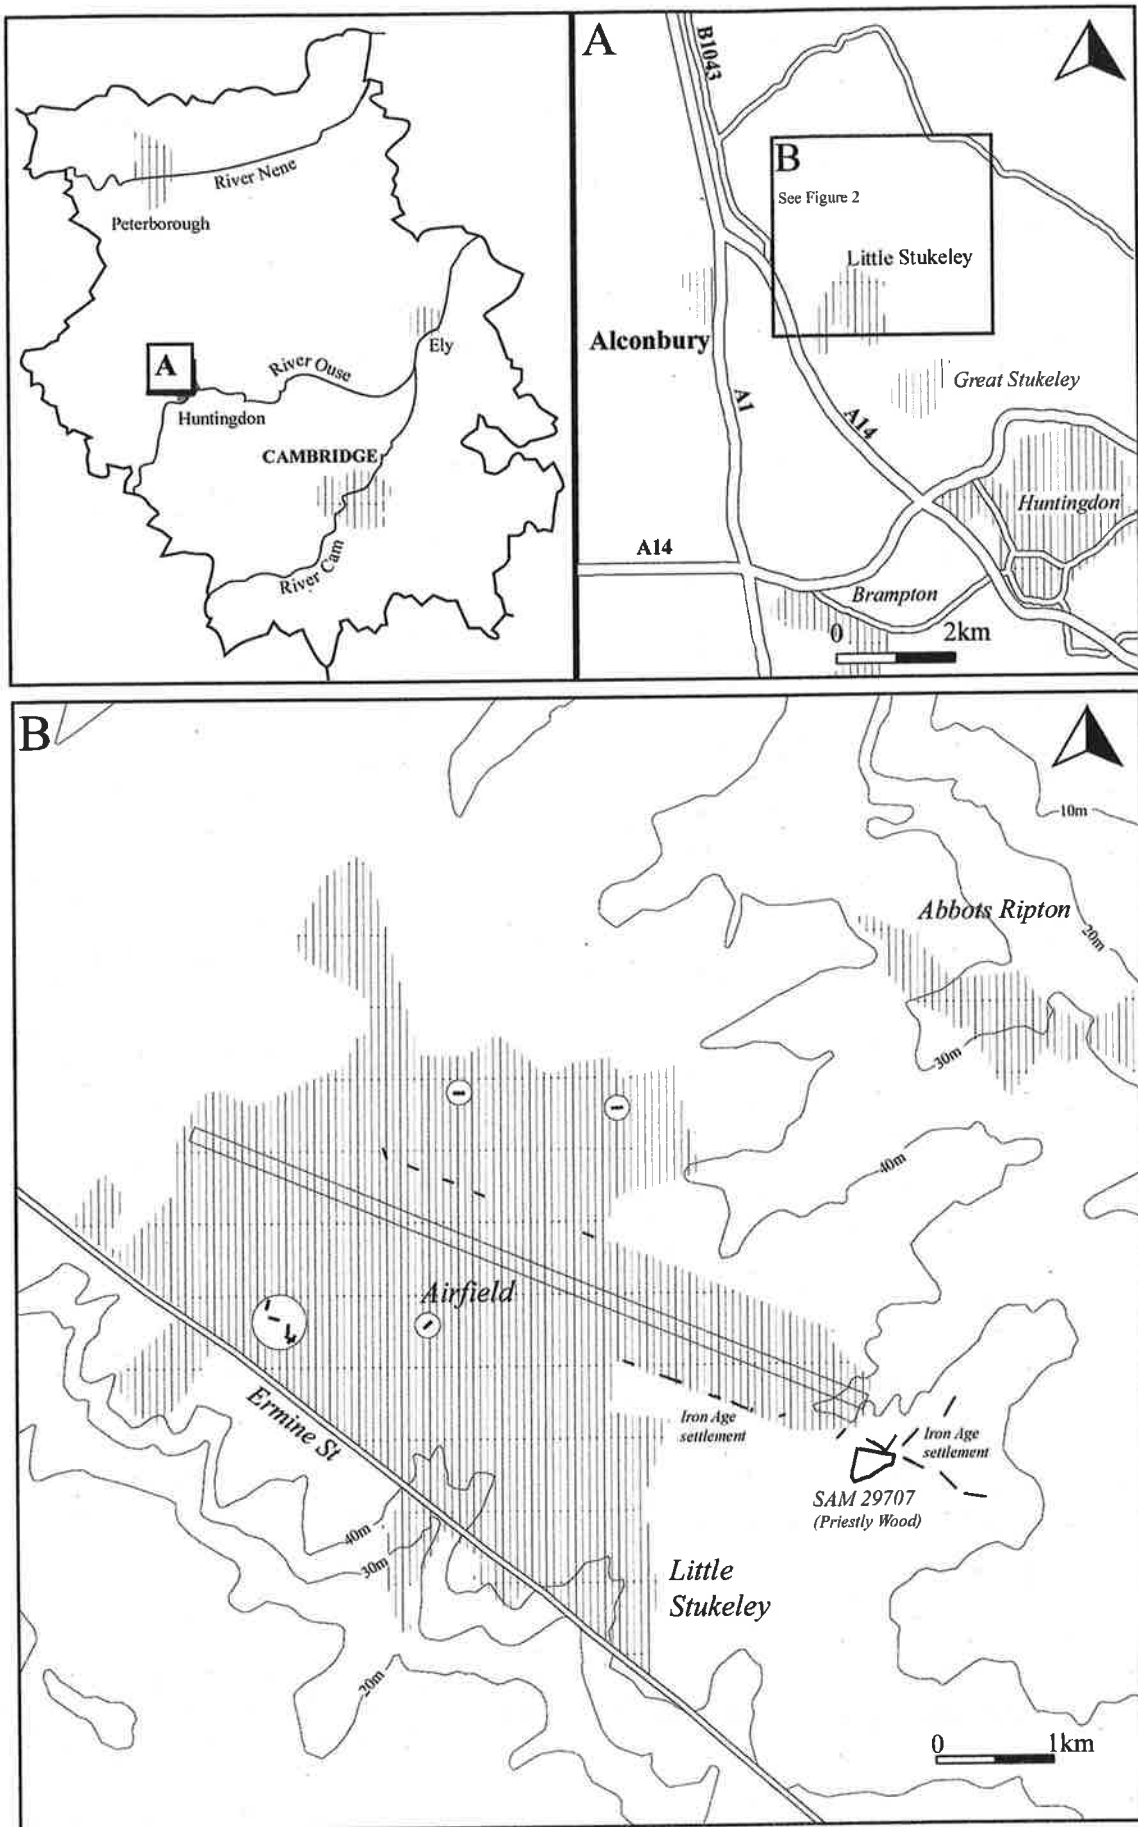 River Nene
Peterborough
Ely
A
River Ouse
Huntingdon
CAMBRIDGE
River Cam
A
B1043
B
See Figure 2
Little Stukeley
Alconbury
Great Stukeley
A1
A14
Huntingdon
A14
Brampton
0 2km
B
10m
Abbots Ripton
20m
30m
40m
Airfield
Ermine St
Iron Age
settlement
Iron Age
settlement
SAM 29707
(Priestly Wood)
40m
30m
Little
Stukeley
20m
0 1km